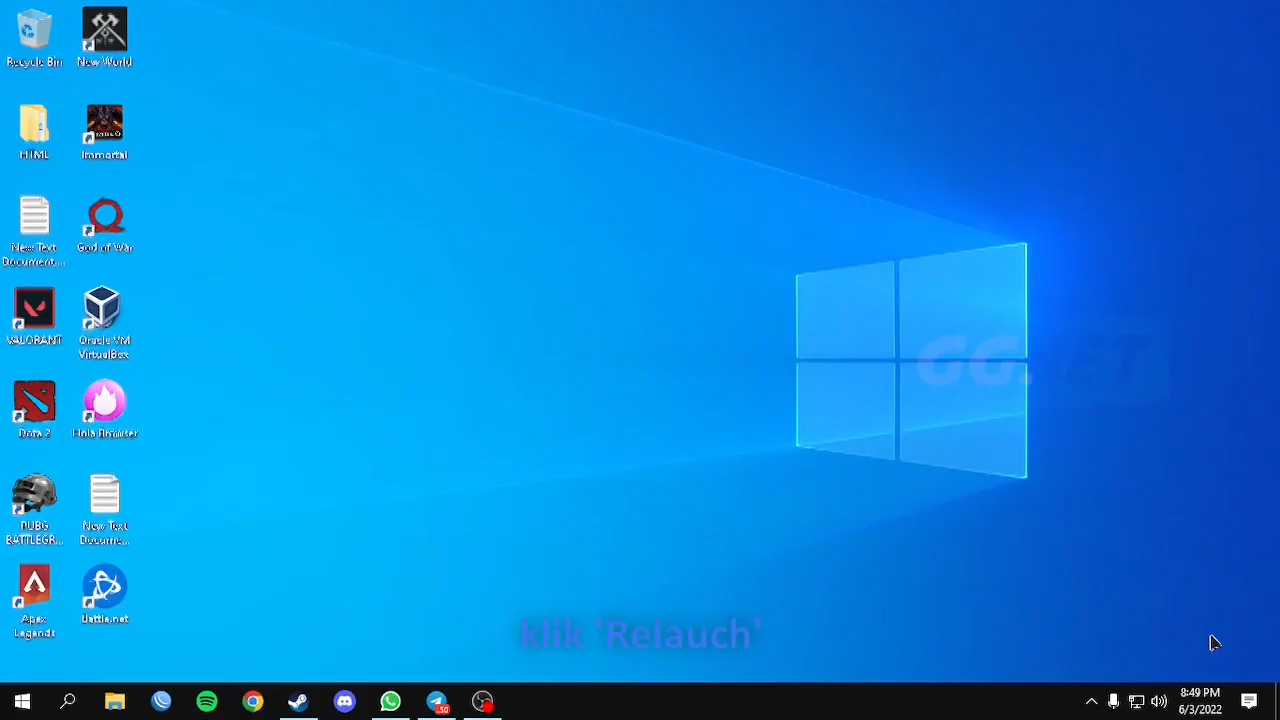 Recycle Bin
New World
HTML
Immortal
New Text
Document...
God of War
VALORANT
Oracle VM
VirtualBox
Dota 2
Hola Browser
PUBG
BATTLEGR...
New Text
Docume...
Apex
Legends
Battle.net
GG.
klik 'Relauch'
8:49 PM
6/3/2022